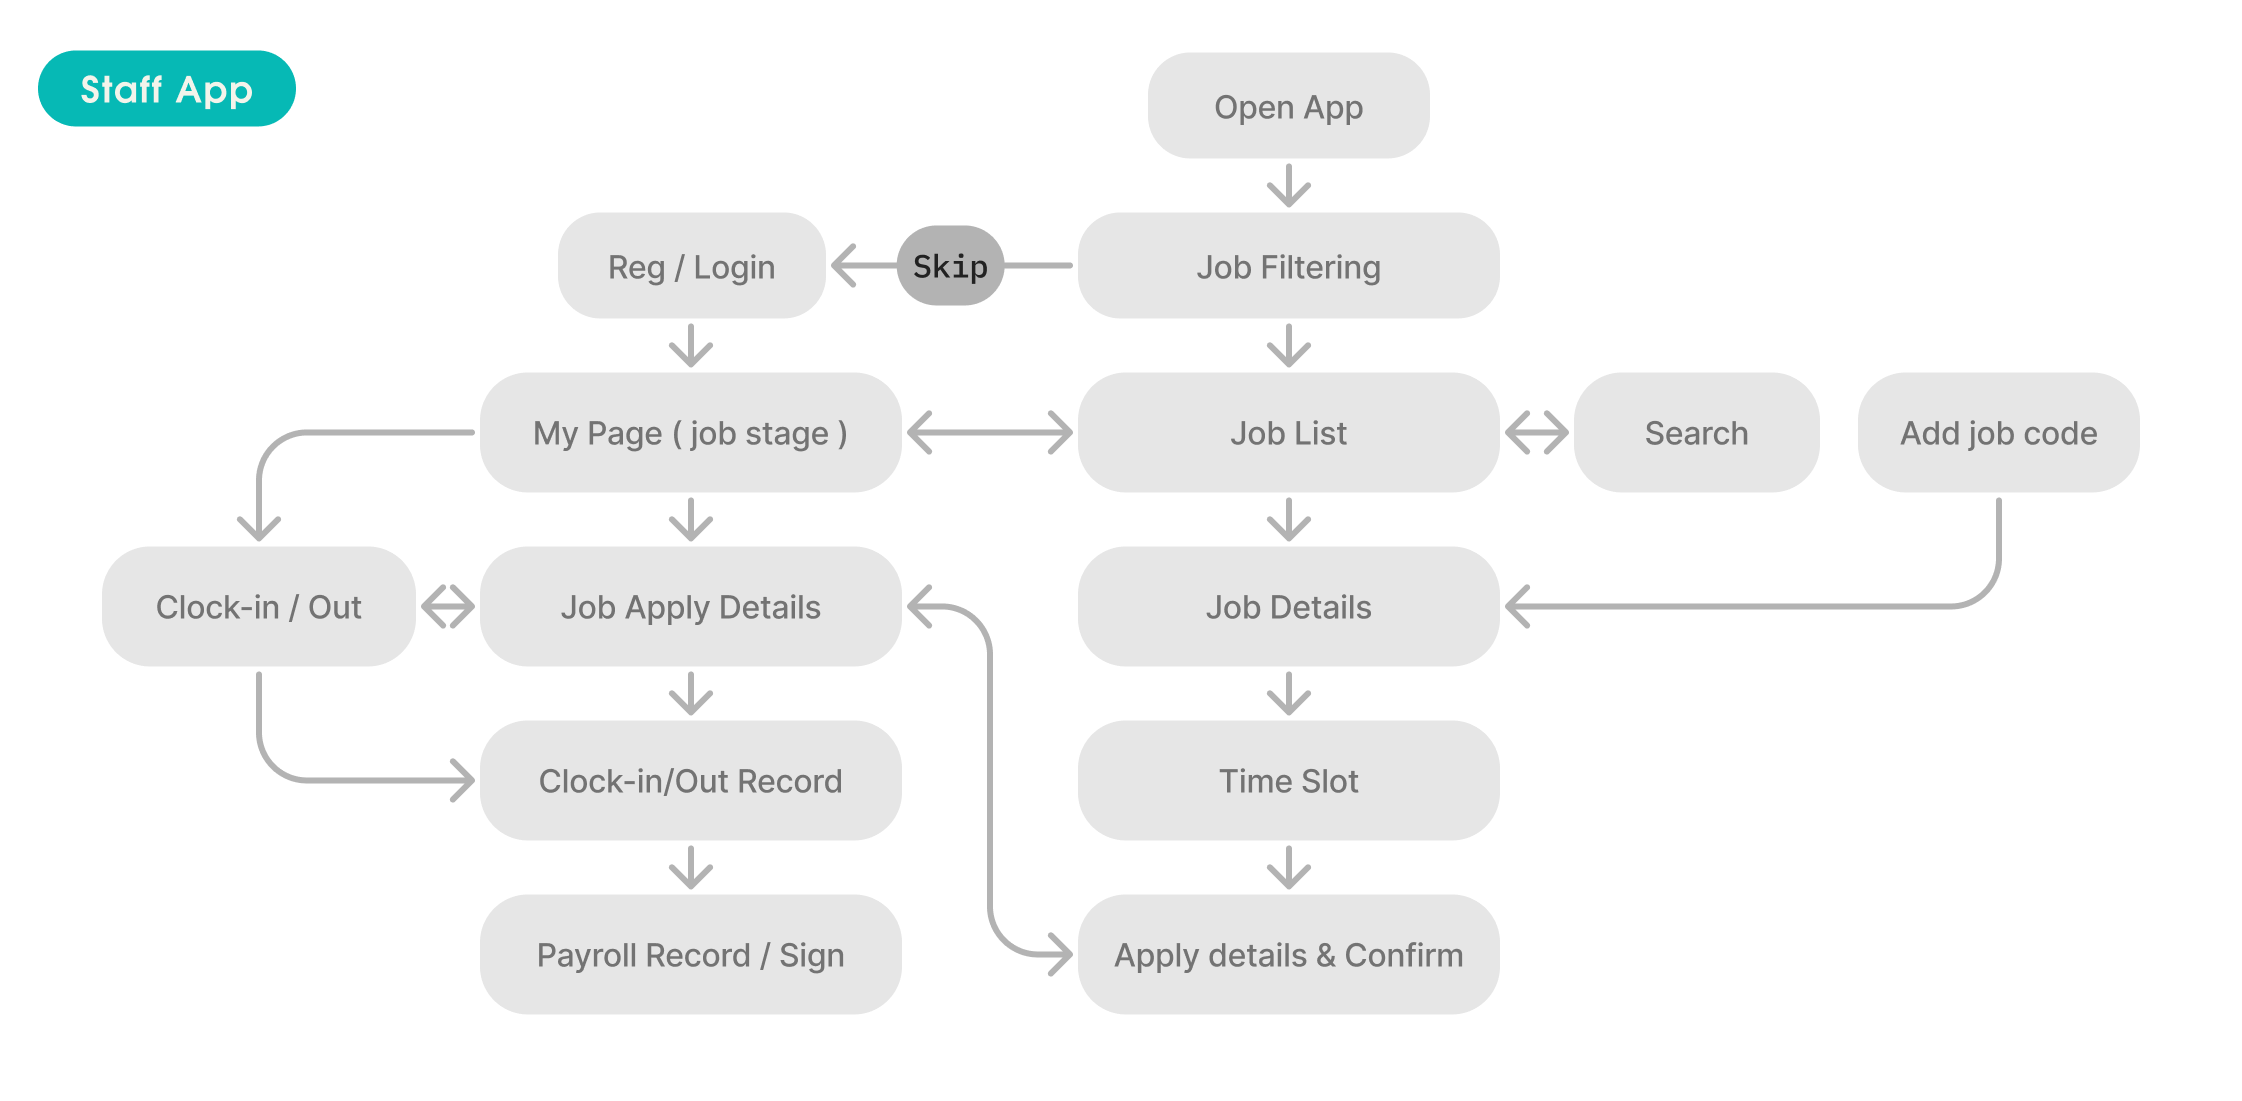 Staff App
Open App
Reg / Login
Skip
Job Filtering
My Page ( job stage )
Job List
Search
Add job code
Clock-in / Out
Job Apply Details
Job Details
Clock-in/Out Record
Time Slot
Payroll Record / Sign
Apply details & Confirm